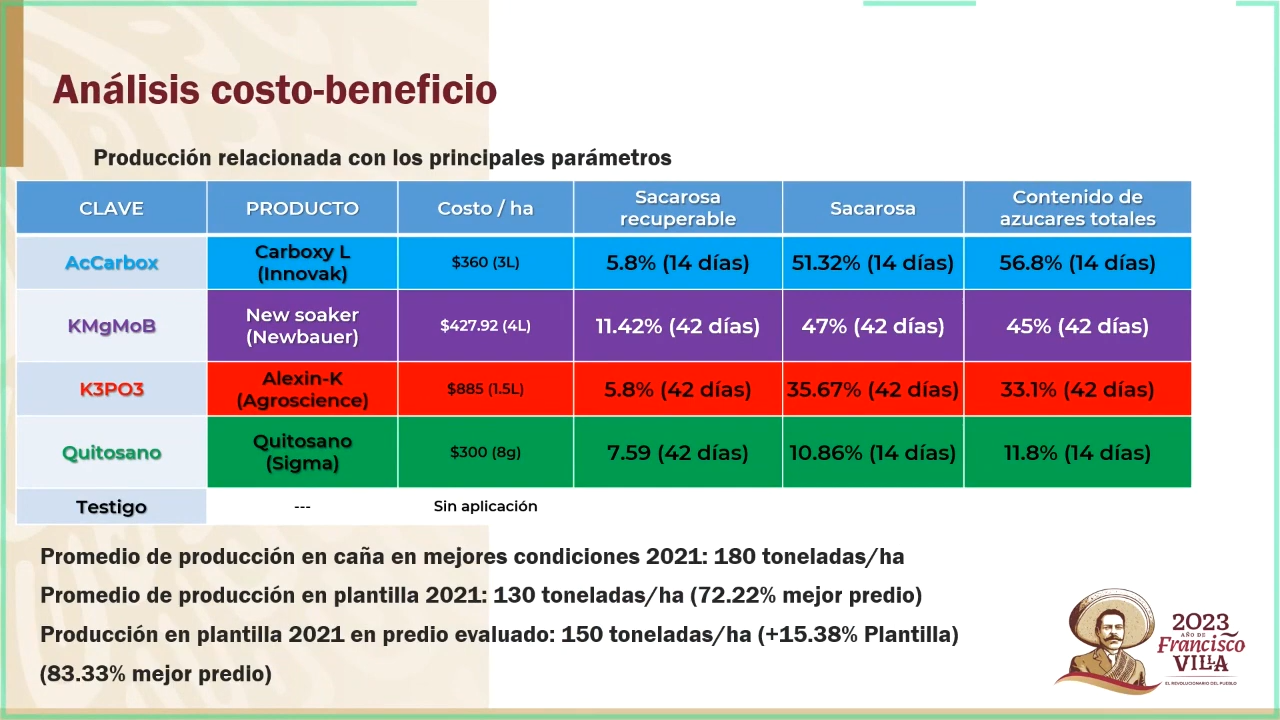 Análisis costo-beneficio
Producción relacionada con los principales parámetros
CLAVE PRODUCTO Costo / ha Sacarosa recuperable Sacarosa Contenido de azucares totales
AcCarbox Carboxy L (Innovak) $360 (3L) 5.8% (14 días) 51.32% (14 días) 56.8% (14 días)
KMgMoB New soaker (Newbauer) $427.92 (4L) 11.42% (42 días) 47% (42 días) 45% (42 días)
K3PO3 Alexin-K (Agroscience) $885 (1.5L) 5.8% (42 días) 35.67% (42 días) 33.1% (42 días)
Quitosano Quitosano (Sigma) $300 (8g) 7.59 (42 días) 10.86% (14 días) 11.8% (14 días)
Testigo --- Sin aplicación
Promedio de producción en caña en mejores condiciones 2021: 180 toneladas/ha
Promedio de producción en plantilla 2021: 130 toneladas/ha (72.22% mejor predio)
Producción en plantilla 2021 en predio evaluado: 150 toneladas/ha (+15.38% Plantilla)
(83.33% mejor predio)
2023
AÑO DE
Francisco
VILLA
EL REVOLUCIONARIO DEL PUEBLO